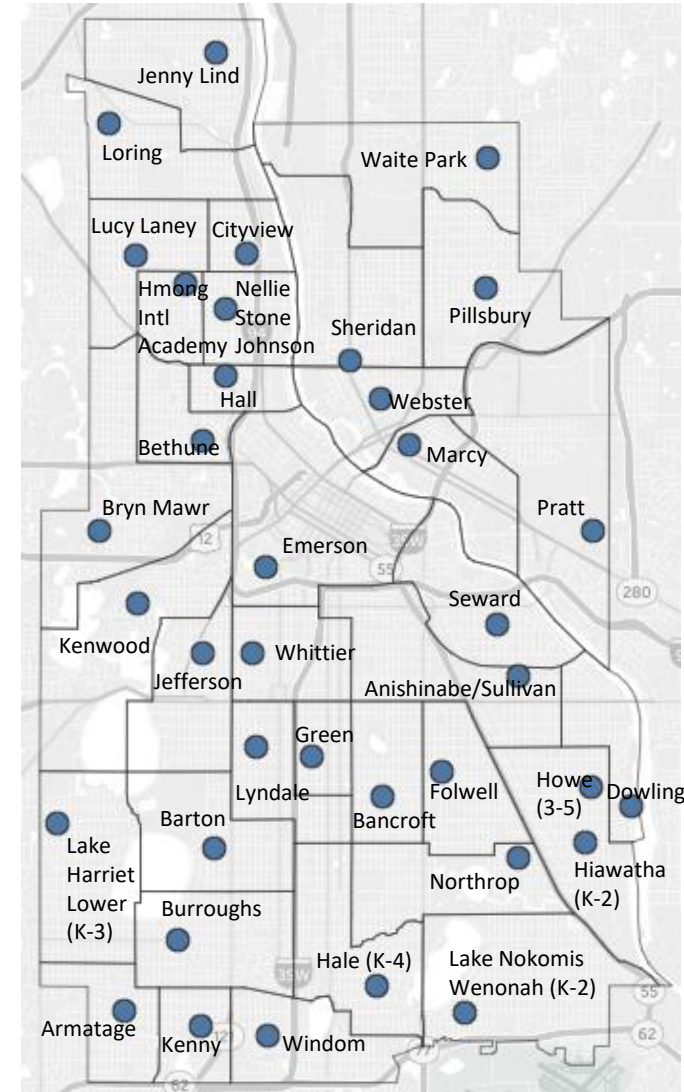 Jenny Lind
Loring
Waite Park
Lucy Laney
Cityview
Hmong
Intl
Academy
Nellie
Stone
Johnson
Pillsbury
Sheridan
Hall
Webster
Bethune
Marcy
Bryn Mawr
Pratt
12
Emerson
55
280
Seward
Kenwood
Jefferson
Whittier
Anishinabe/Sullivan
Green
Lyndale
Folwell
Howe
(3-5)
Dowling
Barton
Bancroft
Lake
Harriet
Lower
(K-3)
Northrop
Hiawatha
(K-2)
Burroughs
Hale (K-4)
Lake Nokomis
Wenonah (K-2)
35W
55
Armatage
Kenny
121
Windom
62
62